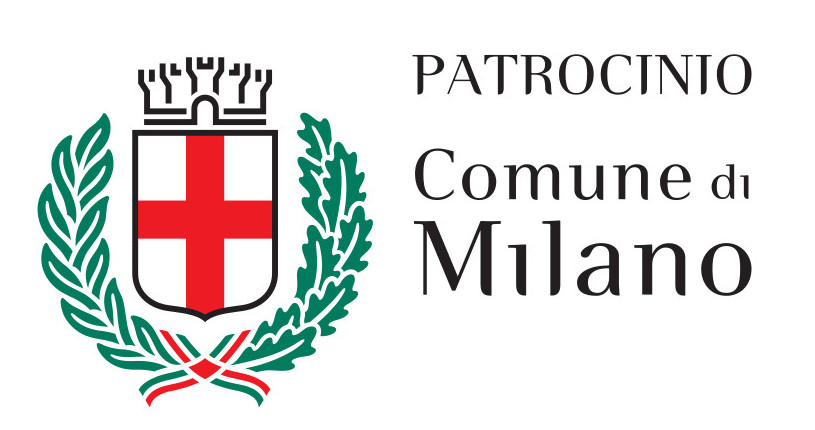 PATROCINIO
Comune di
Milano